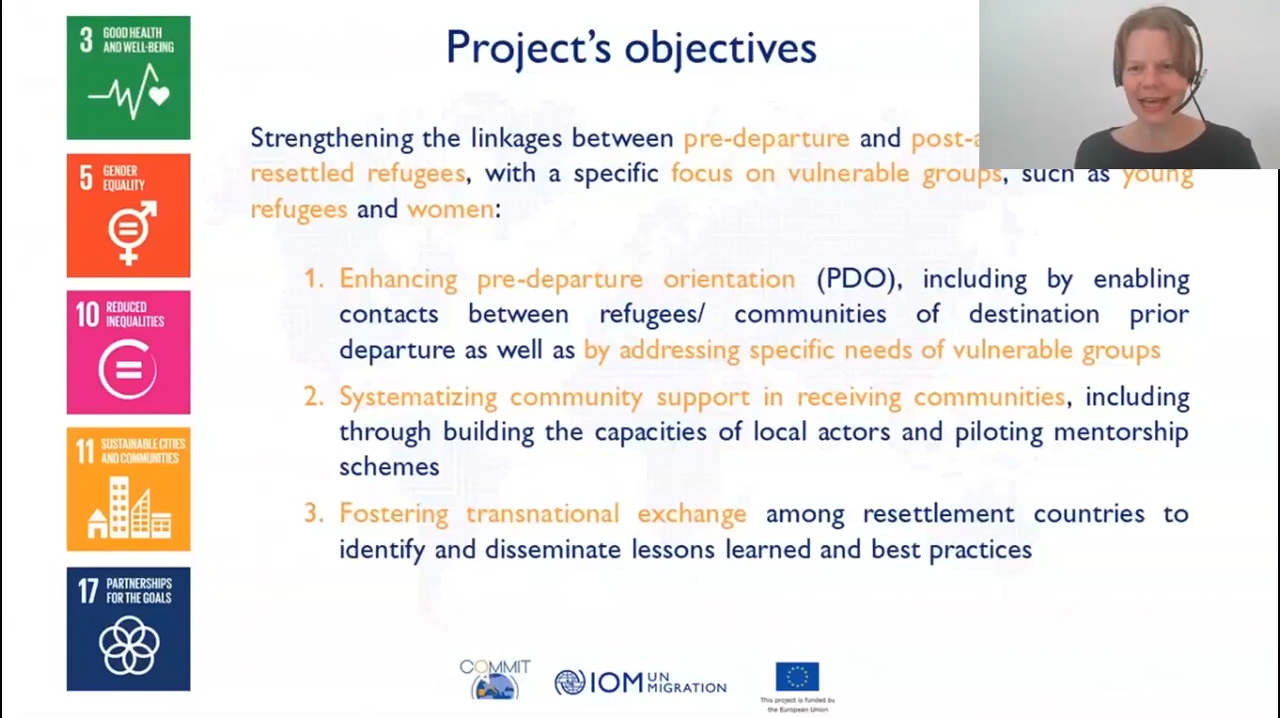 3 GOOD HEALTH
AND WELL-BEING
5 GENDER
EQUALITY
10 REDUCED
INEQUALITIES
11 SUSTAINABLE CITIES
AND COMMUNITIES
17 PARTNERSHIPS
FOR THE GOALS
Project's objectives
Strengthening the linkages between pre-departure and
resettled refugees, with a specific focus on vulnerable groups, such as young
refugees and women:
1. Enhancing pre-departure orientation (PDO), including by enabling
contacts between refugees/ communities of destination prior
departure as well as by addressing specific needs of vulnerable groups
2. Systematizing community support in receiving communities, including
through building the capacities of local actors and piloting mentorship
schemes
3. Fostering transnational exchange among resettlement countries to
identify and disseminate lessons learned and best practices
COMMIT
IOM UN
MIGRATION
This project is funded by
the European Union